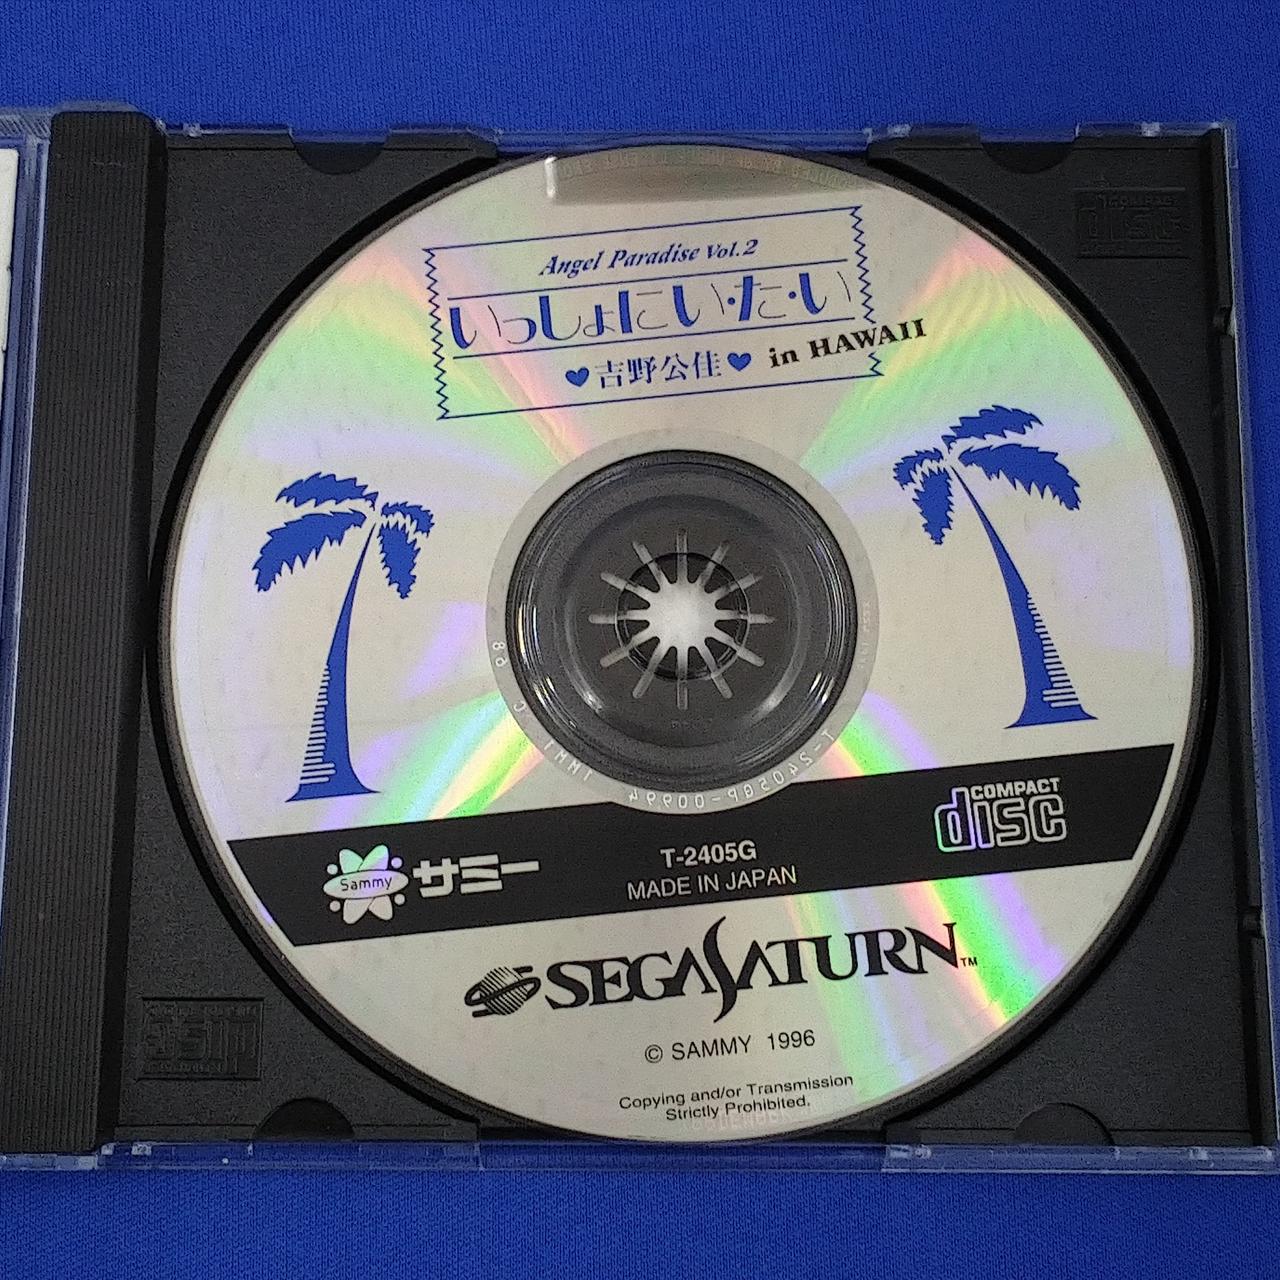 Angel Paradise Vol.2
いっしょにい・た・い
♥吉野公佳♥ in HAWAII
COMPACT
disc
Sammy サミー
T-2405G
MADE IN JAPAN
SEGA SATURN™
© SAMMY 1996
Copying and/or Transmission
Strictly Prohibited.
T-24050P-00994